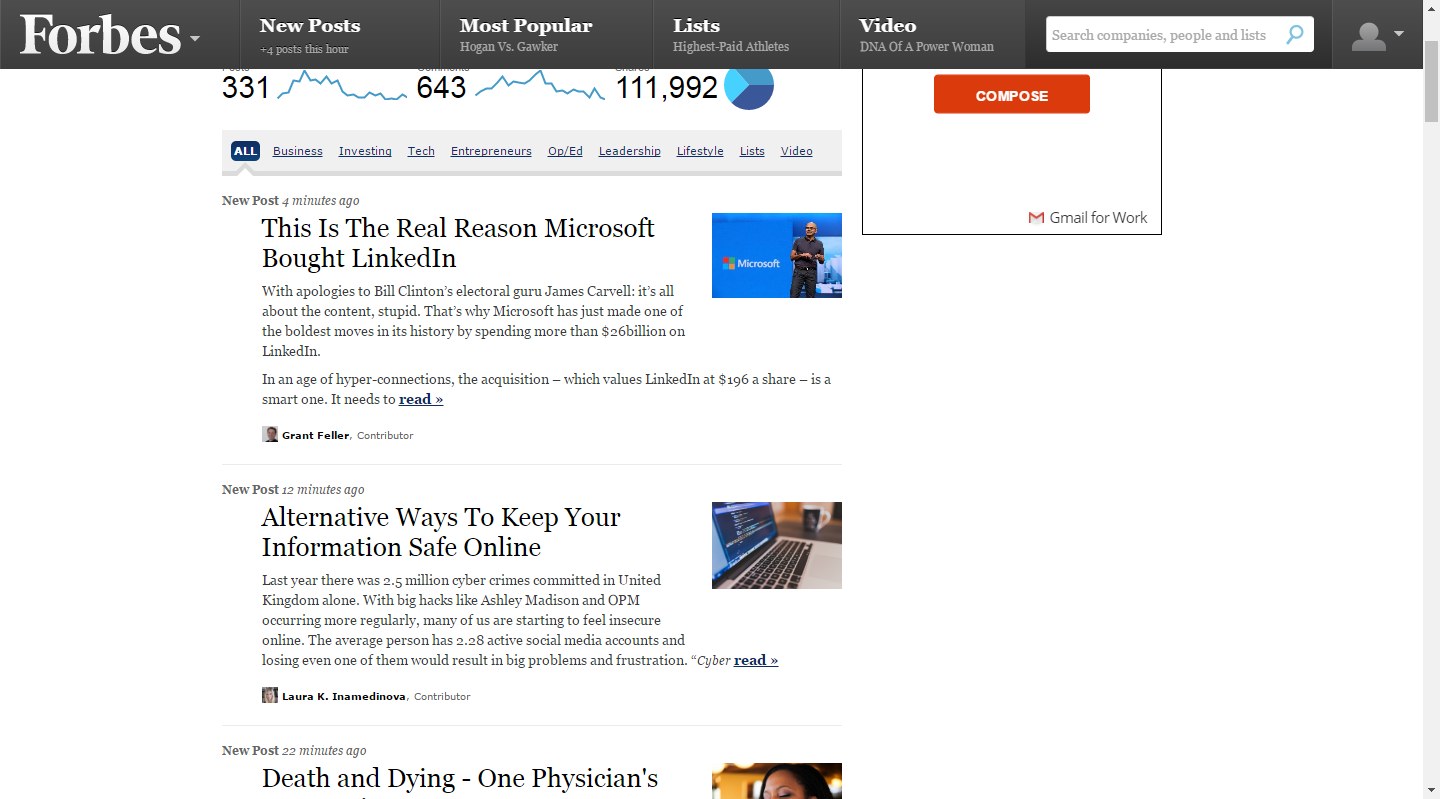 Forbes
New Posts
+4 posts this hour
Most Popular
Hogan Vs. Gawker
Lists
Highest-Paid Athletes
Video
DNA Of A Power Woman
Search companies, people and lists
331
643
111,992
COMPOSE
Gmail for Work
ALL Business Investing Tech Entrepreneurs Op/Ed Leadership Lifestyle Lists Video
New Post 4 minutes ago
This Is The Real Reason Microsoft
Bought LinkedIn
Microsoft
With apologies to Bill Clinton’s electoral guru James Carvell: it’s all
about the content, stupid. That’s why Microsoft has just made one of
the boldest moves in its history by spending more than $26billion on
LinkedIn.
In an age of hyper-connections, the acquisition – which values LinkedIn at $196 a share – is a
smart one. It needs to read »
Grant Feller, Contributor
New Post 12 minutes ago
Alternative Ways To Keep Your
Information Safe Online
Last year there was 2.5 million cyber crimes committed in United
Kingdom alone. With big hacks like Ashley Madison and OPM
occurring more regularly, many of us are starting to feel insecure
online. The average person has 2.28 active social media accounts and
losing even one of them would result in big problems and frustration. “Cyber read »
Laura K. Inamedinova, Contributor
New Post 22 minutes ago
Death and Dying - One Physician's